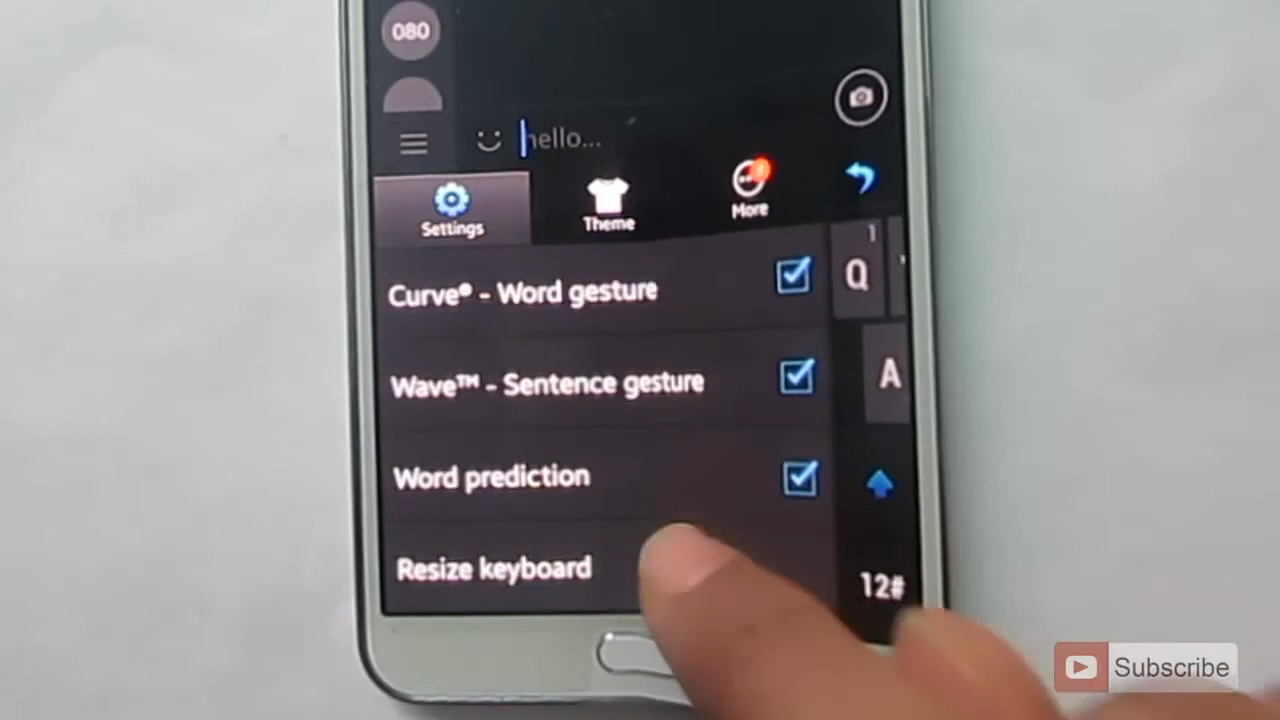 080
hello...
Settings
Theme
More
Curve® - Word gesture
1
Q
Wave™ - Sentence gesture
A
Word prediction
Resize keyboard
12#
Subscribe